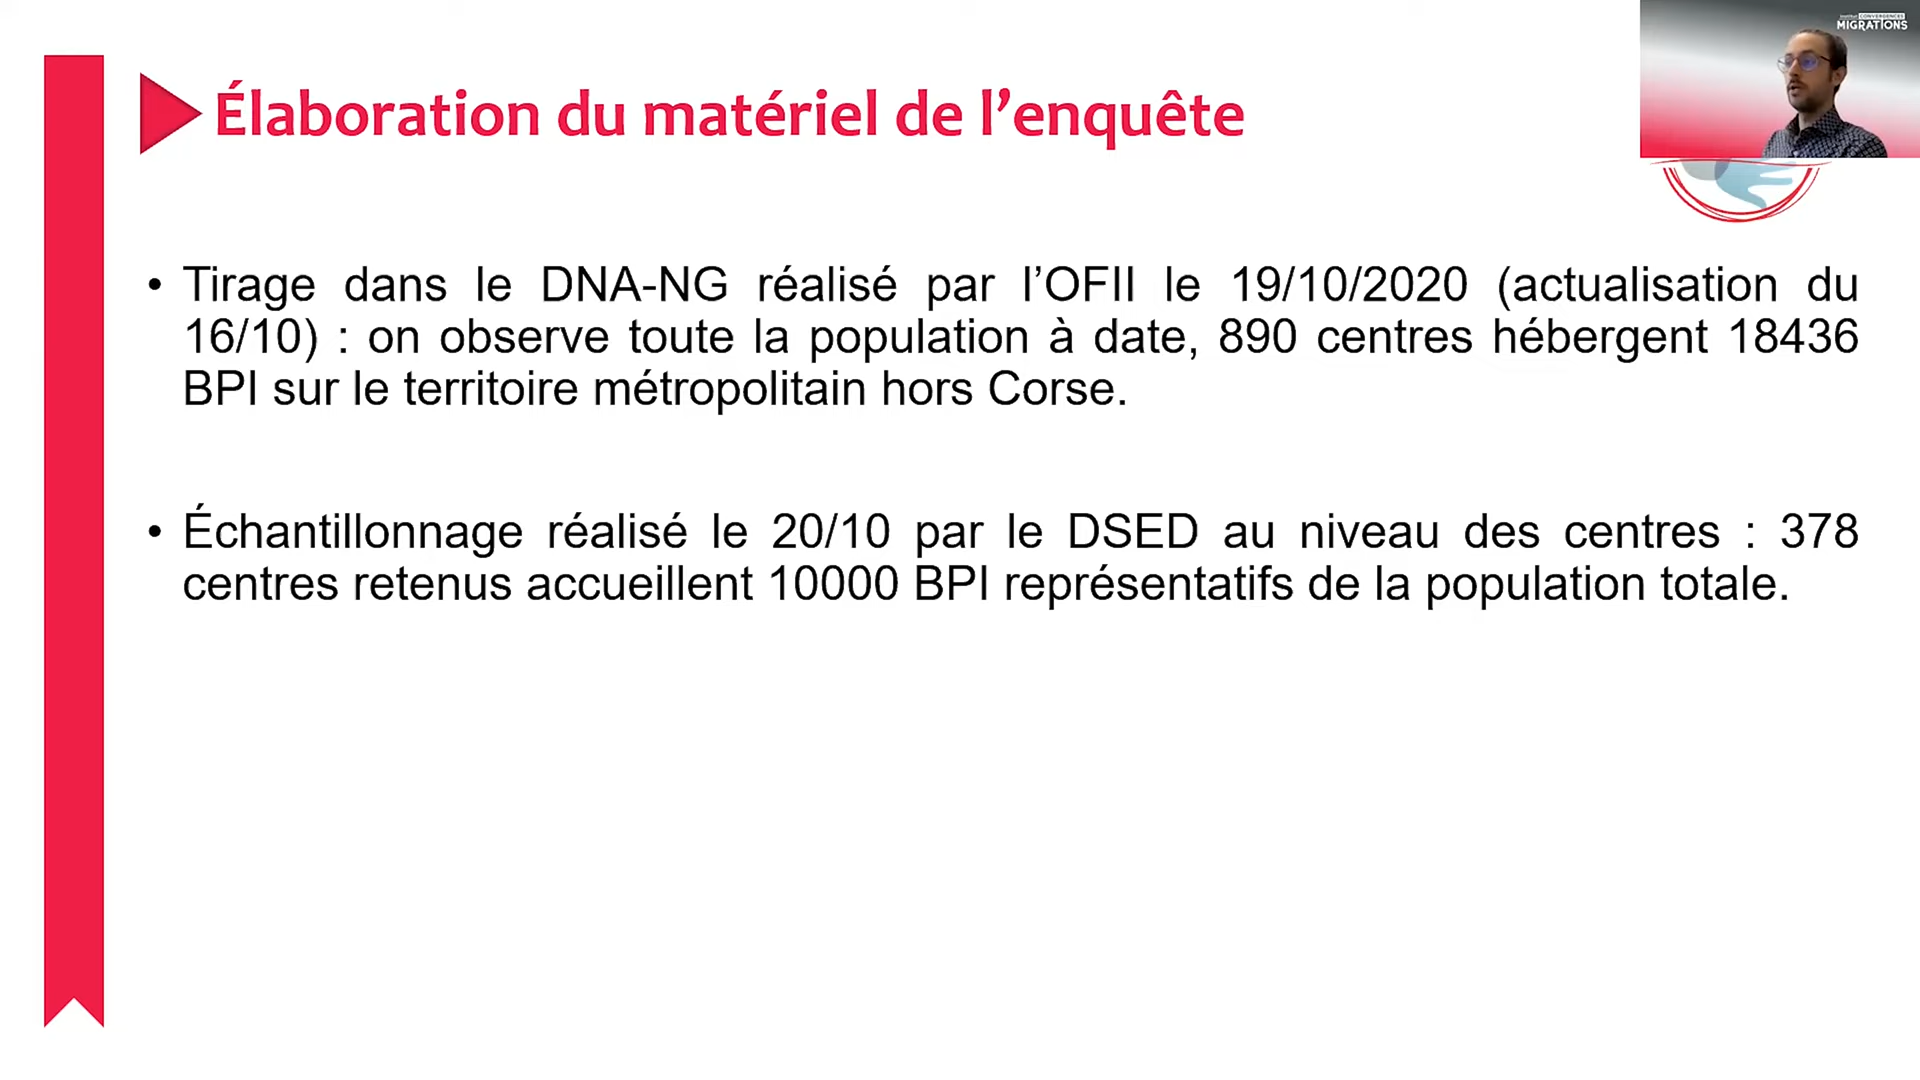 institut CONVERGENCES
MIGRATIONS
Élaboration du matériel de l’enquête
• Tirage dans le DNA-NG réalisé par l’OFII le 19/10/2020 (actualisation du
16/10) : on observe toute la population à date, 890 centres hébergent 18436
BPI sur le territoire métropolitain hors Corse.
• Échantillonnage réalisé le 20/10 par le DSED au niveau des centres : 378
centres retenus accueillent 10000 BPI représentatifs de la population totale.